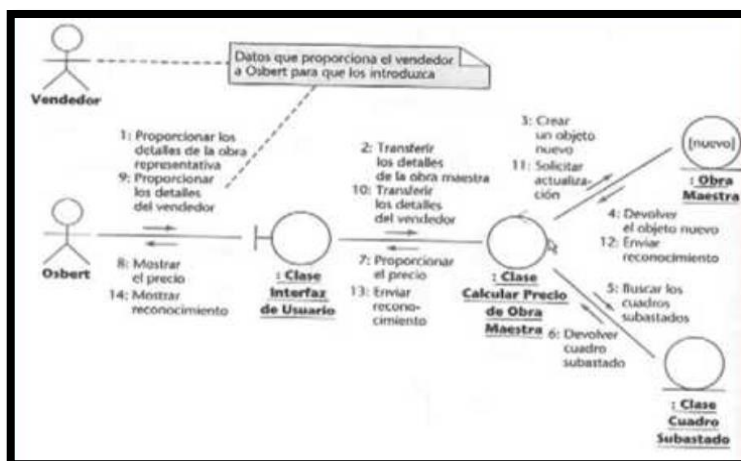 Datos que proporciona el vendedor
a Osbert para que los introduzca
Vendedor
1: Proporcionar los
detalles de la obra
representativa
9: Proporcionar
los detalles
del vendedor
2: Transferir
los detalles
de la obra maestra
10: Transferir
los detalles
del vendedor
3: Crear
un objeto
nuevo
11: Solicitar
actualiza-
ción
[nuevo]
: Obra
Maestra
4: Devolver
el objeto nuevo
12: Enviar
reconocimiento
Osbert
8: Mostrar
el precio
14: Mostrar
reconocimiento
: Clase
Interfaz
de Usuario
7: Proporcionar
el precio
13: Enviar
recono-
cimiento
: Clase
Calcular Precio
de Obra
Maestra
5: Buscar los
cuadros
subastados
6: Devolver
cuadro
subastado
: Clase
Cuadro
Subastado